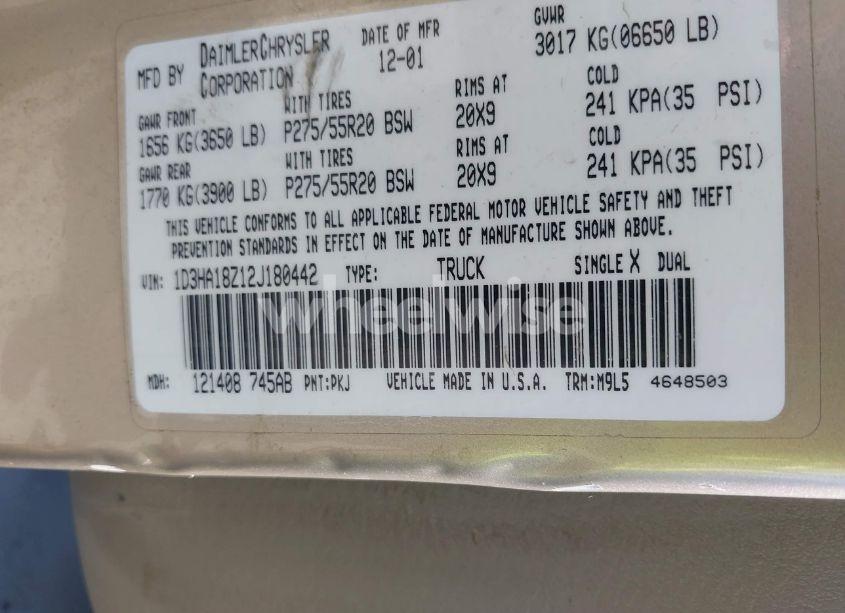 MFD BY DAIMLERCHRYSLER CORPORATION DATE OF MFR 12-01 GVWR 3017 KG(06650 LB)
GAWR FRONT WITH TIRES RIMS AT COLD
1656 KG(3650 LB) P275/55R20 BSW 20X9 241 KPA(35 PSI)
GAWR REAR WITH TIRES RIMS AT COLD
1770 KG(3900 LB) P275/55R20 BSW 20X9 241 KPA(35 PSI)
THIS VEHICLE CONFORMS TO ALL APPLICABLE FEDERAL MOTOR VEHICLE SAFETY AND THEFT
PREVENTION STANDARDS IN EFFECT ON THE DATE OF MANUFACTURE SHOWN ABOVE.
VIN: 1D3HA18Z12J180442 TYPE: TRUCK SINGLE X DUAL
wheelwise
MDH: 121408 745AB PNT:PKJ VEHICLE MADE IN U.S.A. TRM:M9L5 4648503